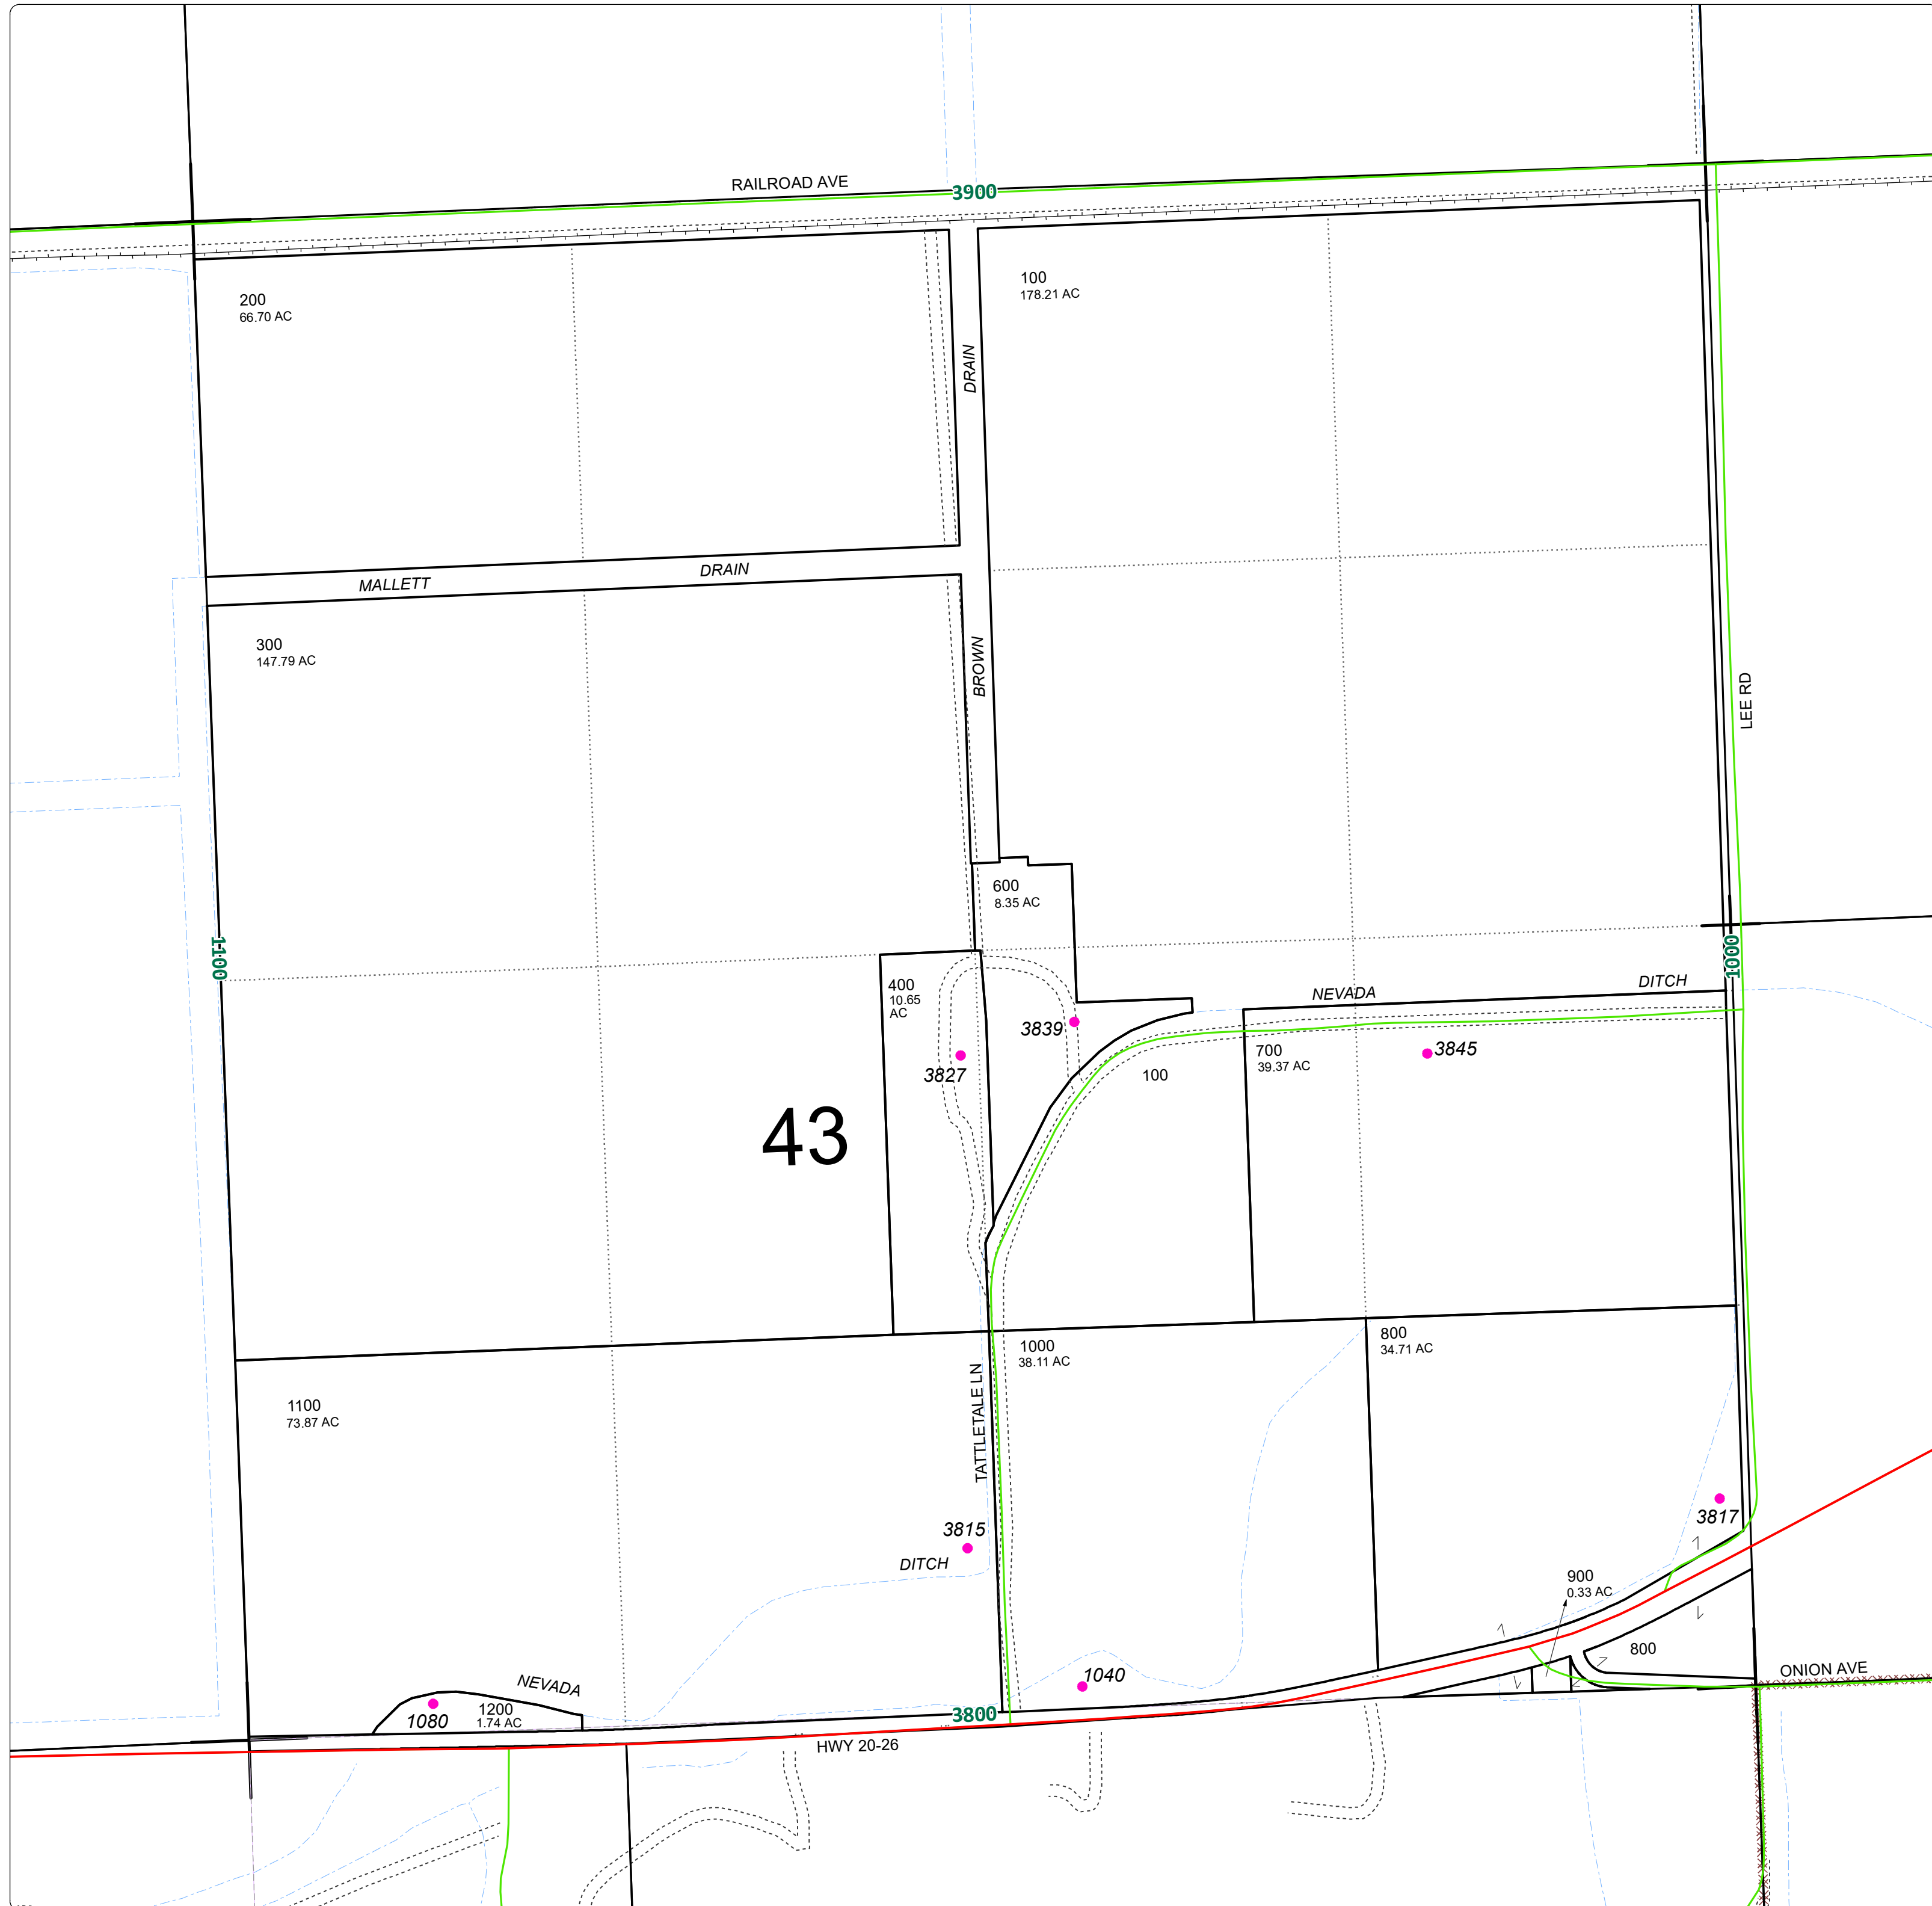 RAILROAD AVE
3900
200
66.70 AC
100
178.21 AC
DRAIN
MALLETT
DRAIN
300
147.79 AC
BROWN
LEE RD
600
8.35 AC
1100
1000
400
10.65
AC
NEVADA
DITCH
3839
3827
700
39.37 AC
3845
100
43
1000
38.11 AC
800
34.71 AC
1100
73.87 AC
TATTLETALE LN
3815
DITCH
3817
900
0.33 AC
800
1040
ONION AVE
NEVADA
1080
1200
1.74 AC
3800
HWY 20-26